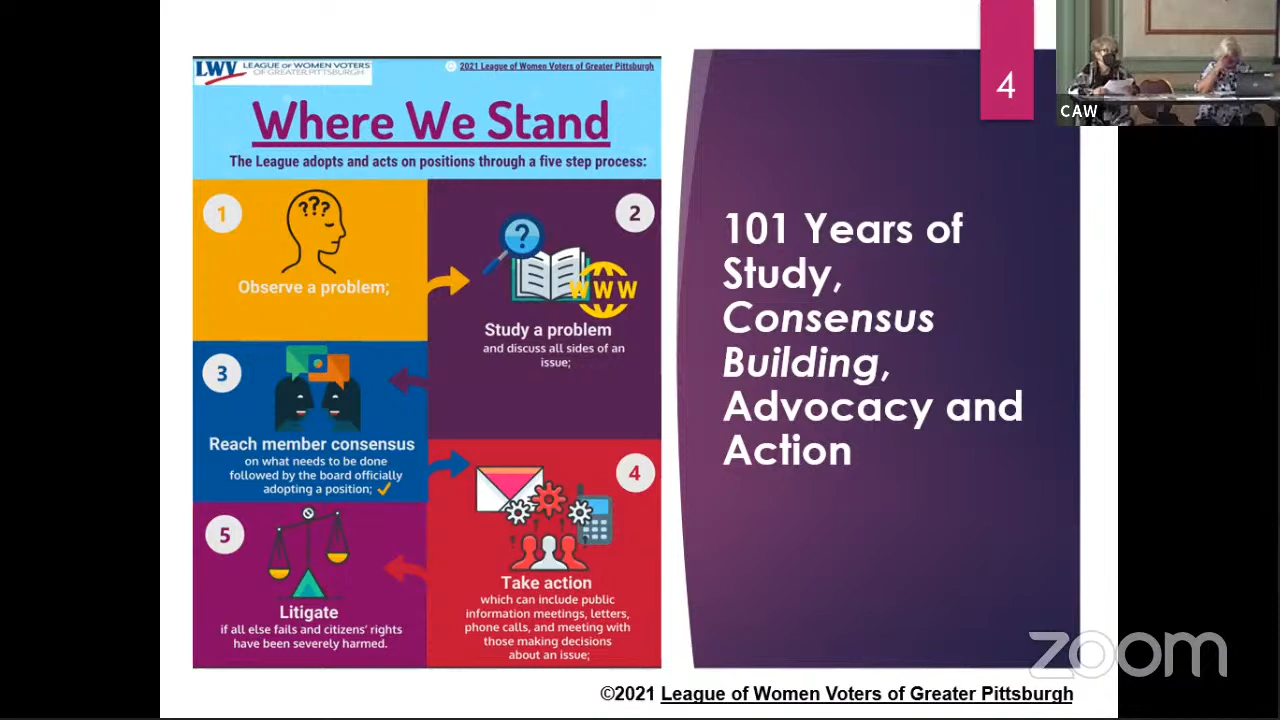 LWV LEAGUE OF WOMEN VOTERS
OF GREATER PITTSBURGH
© 2021 League of Women Voters of Greater Pittsburgh
Where We Stand
The League adopts and acts on positions through a five step process:
1
???
Observe a problem;
2
?
WWW
Study a problem
and discuss all sides of an
issue;
3
Reach member consensus
on what needs to be done
followed by the board officially
adopting a position;
4
Take action
which can include public
information meetings, letters,
phone calls, and meeting with
those making decisions
about an issue;
5
Litigate
if all else fails and citizens' rights
have been severely harmed.
4
101 Years of
Study,
Consensus
Building,
Advocacy and
Action
CAW
zoom
©2021 League of Women Voters of Greater Pittsburgh